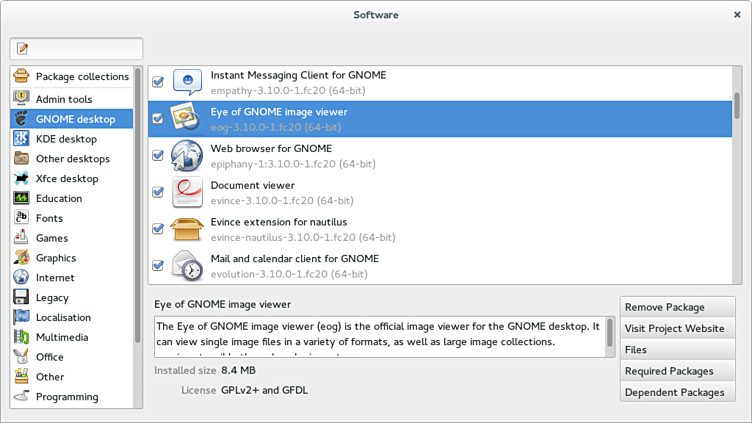 Software
Package collections
Admin tools
GNOME desktop
KDE desktop
Other desktops
Xfce desktop
Education
Fonts
Games
Graphics
Internet
Legacy
Localisation
Multimedia
Office
Other
Programming
Instant Messaging Client for GNOME
empathy-3.10.0-1.fc20 (64-bit)
Eye of GNOME image viewer
eog-3.10.0-1.fc20 (64-bit)
Web browser for GNOME
epiphany-1:3.10.0-1.fc20 (64-bit)
Document viewer
evince-3.10.0-1.fc20 (64-bit)
Evince extension for nautilus
evince-nautilus-3.10.0-1.fc20 (64-bit)
Mail and calendar client for GNOME
evolution-3.10.0-1.fc20 (64-bit)
Eye of GNOME image viewer
The Eye of GNOME image viewer (eog) is the official image viewer for the GNOME desktop. It
can view single image files in a variety of formats, as well as large image collections.
Installed size 8.4 MB
License GPLv2+ and GFDL
Remove Package
Visit Project Website
Files
Required Packages
Dependent Packages